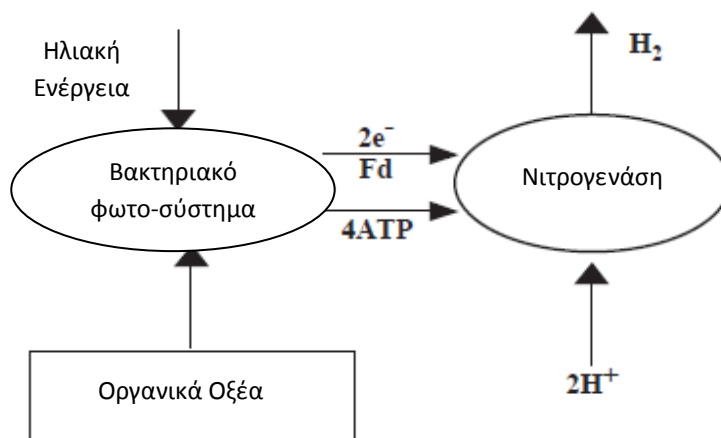 Ηλιακή
Ενέργεια
H₂
Βακτηριακό
φωτο-σύστημα
2e⁻
Fd
4ATP
Νιτρογενάση
Οργανικά Οξέα
2H⁺